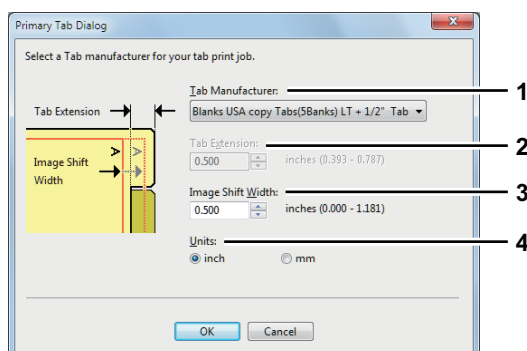 Primary Tab Dialog
Select a Tab manufacturer for your tab print job.
Tab Manufacturer:
1
Blanks USA copy Tabs(5Banks) LT + 1/2" Tab
Tab Extension
Tab Extension:
2
0.500 inches (0.393 - 0.787)
A A
Image Shift
Width
Image Shift Width:
3
0.500 inches (0.000 - 1.181)
Units:
4
inch mm
OK Cancel